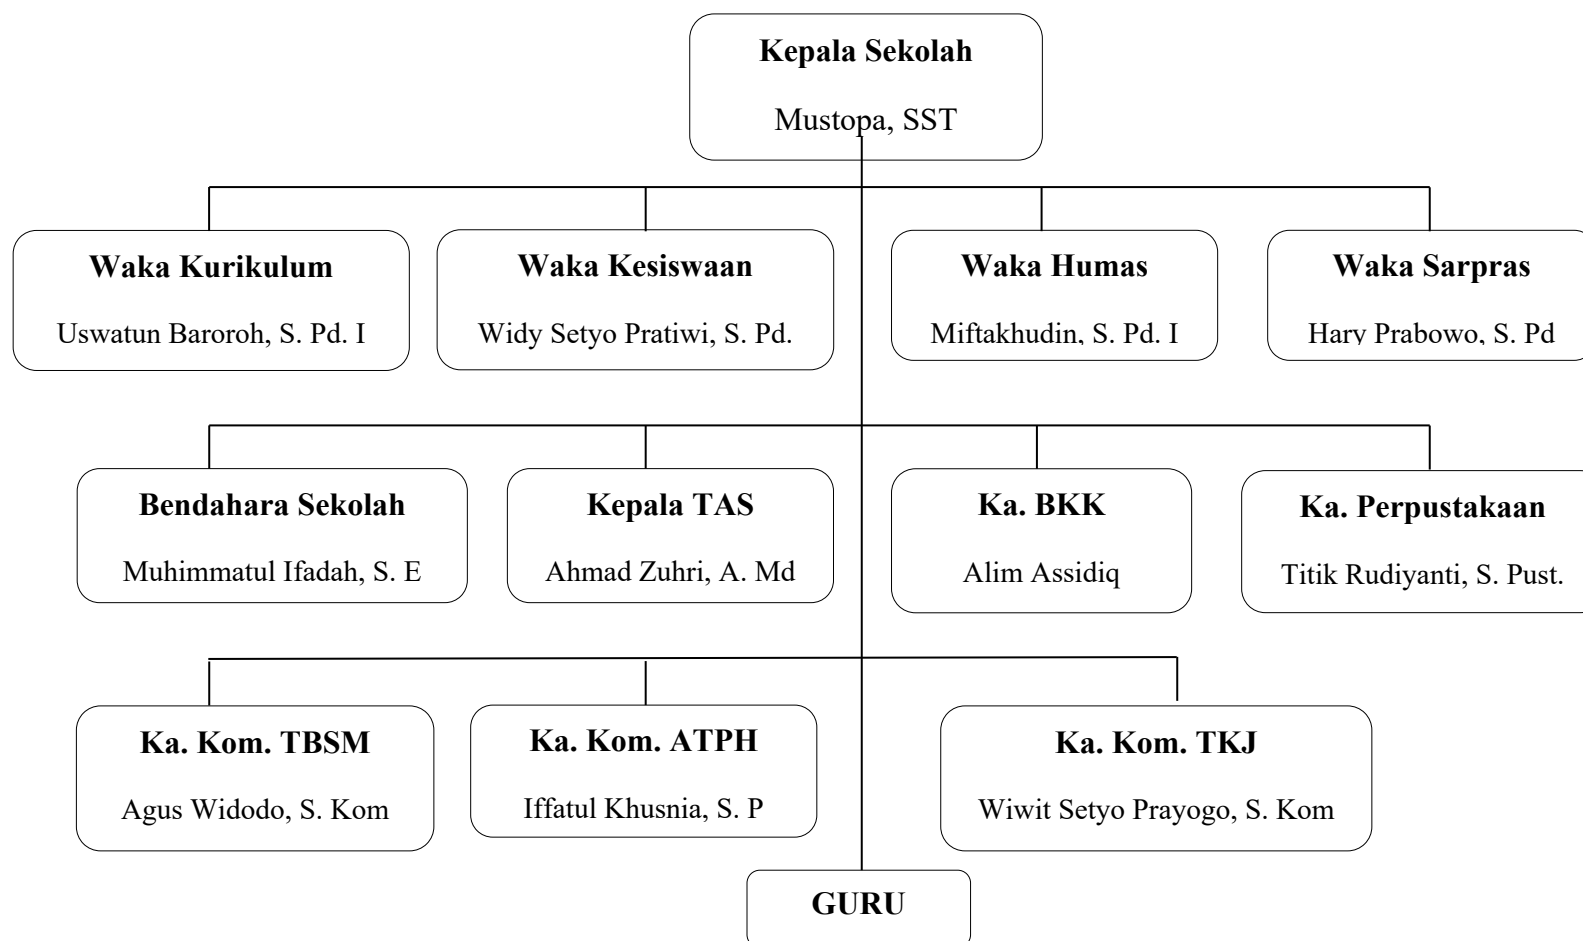 Kepala Sekolah
Mustopa, SST
Waka Kurikulum
Uswatun Baroroh, S. Pd. I
Waka Kesiswaan
Widy Setyo Pratiwi, S. Pd.
Waka Humas
Miftakhudin, S. Pd. I
Waka Sarpras
Hary Prabowo, S. Pd
Bendahara Sekolah
Muhimmatul Ifadah, S. E
Kepala TAS
Ahmad Zuhri, A. Md
Ka. BKK
Alim Assidiq
Ka. Perpustakaan
Titik Rudiyanti, S. Pust.
Ka. Kom. TBSM
Agus Widodo, S. Kom
Ka. Kom. ATPH
Iffatul Khusnia, S. P
Ka. Kom. TKJ
Wiwit Setyo Prayogo, S. Kom
GURU